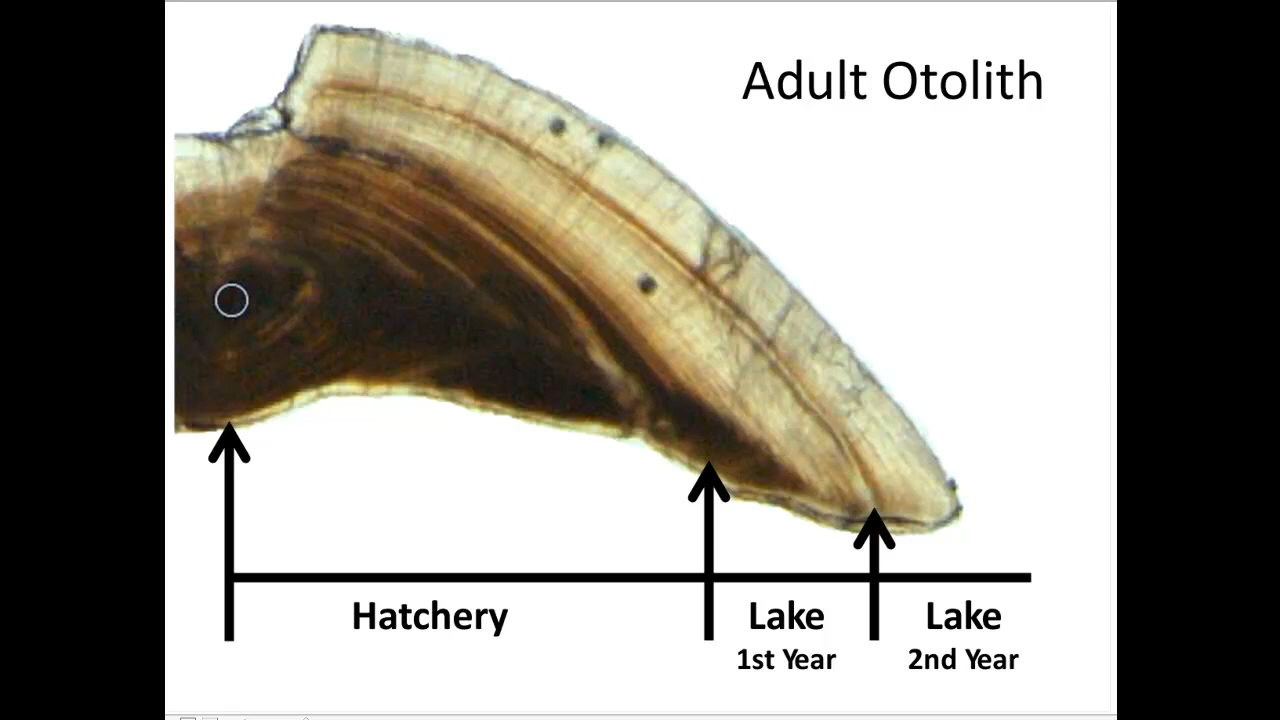 Adult Otolith
Hatchery
Lake
1st Year
Lake
2nd Year